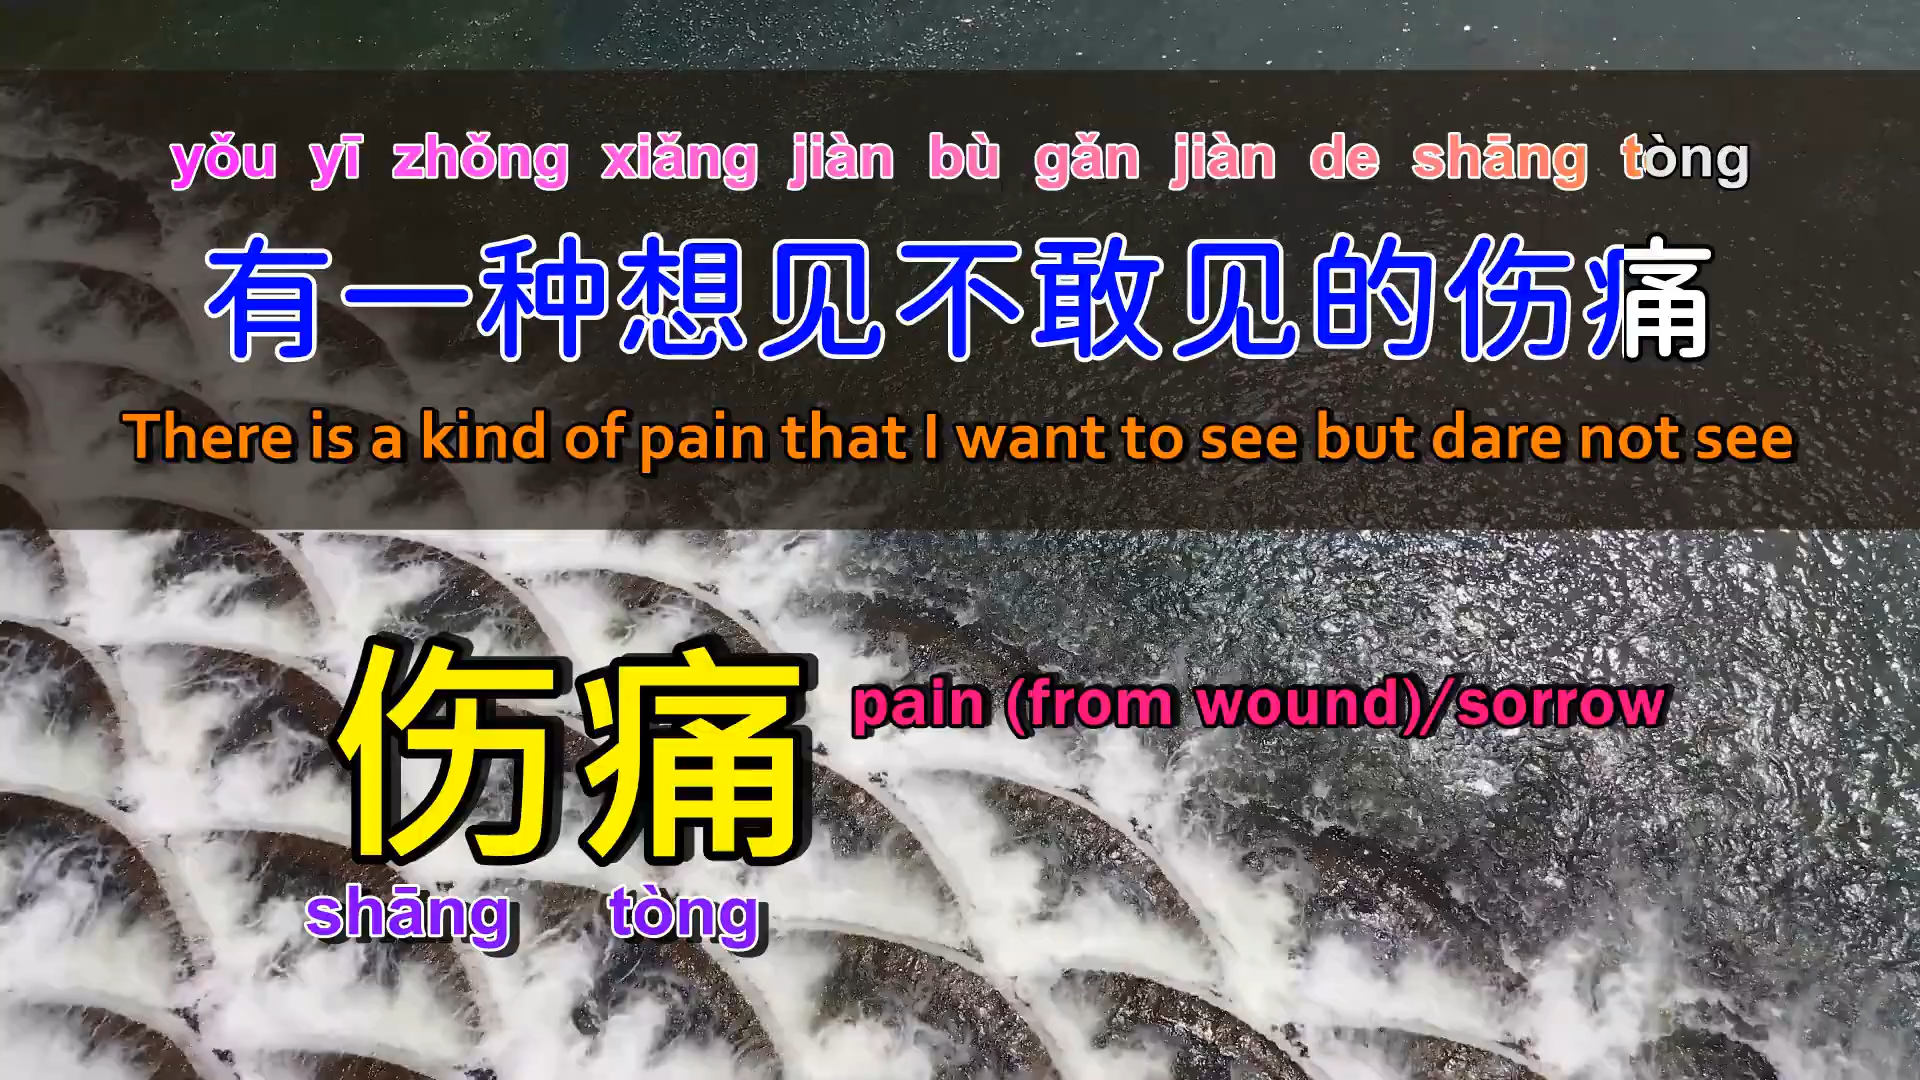 yǒu yī zhǒng xiǎng jiàn bù gǎn jiàn de shāng tòng
有一种想见不敢见的伤痛
There is a kind of pain that I want to see but dare not see
伤痛 pain (from wound)/sorrow
shāng tòng